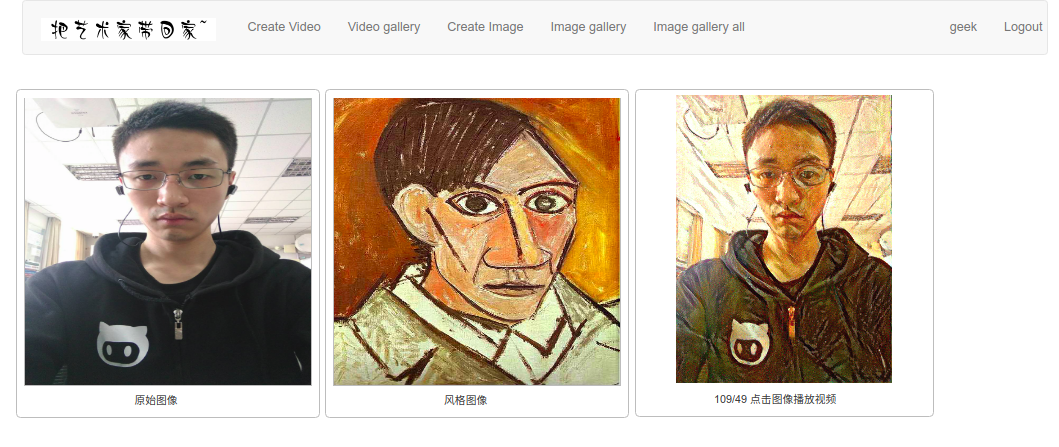 把艺术家带回家~
Create Video
Video gallery
Create Image
Image gallery
Image gallery all
geek
Logout
原始图像
风格图像
109/49 点击图像播放视频